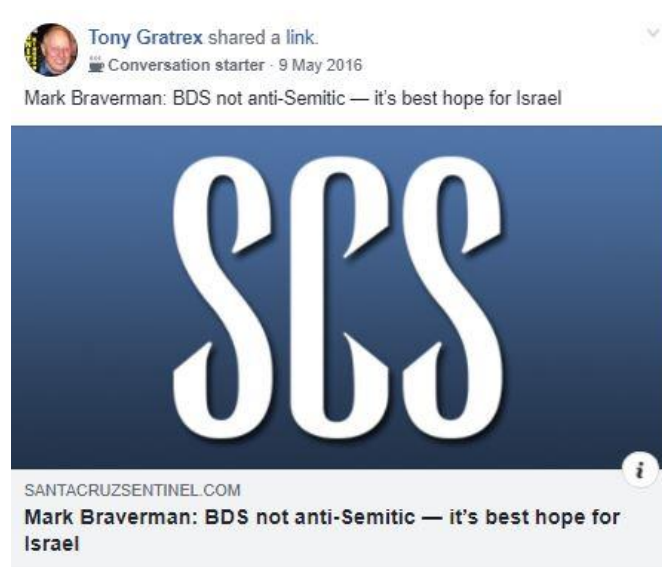 Tony Gratrex shared a link.
Conversation starter · 9 May 2016
Mark Braverman: BDS not anti-Semitic — it's best hope for Israel
SCS
i
SANTACRUZSENTINEL.COM
Mark Braverman: BDS not anti-Semitic — it's best hope for
Israel